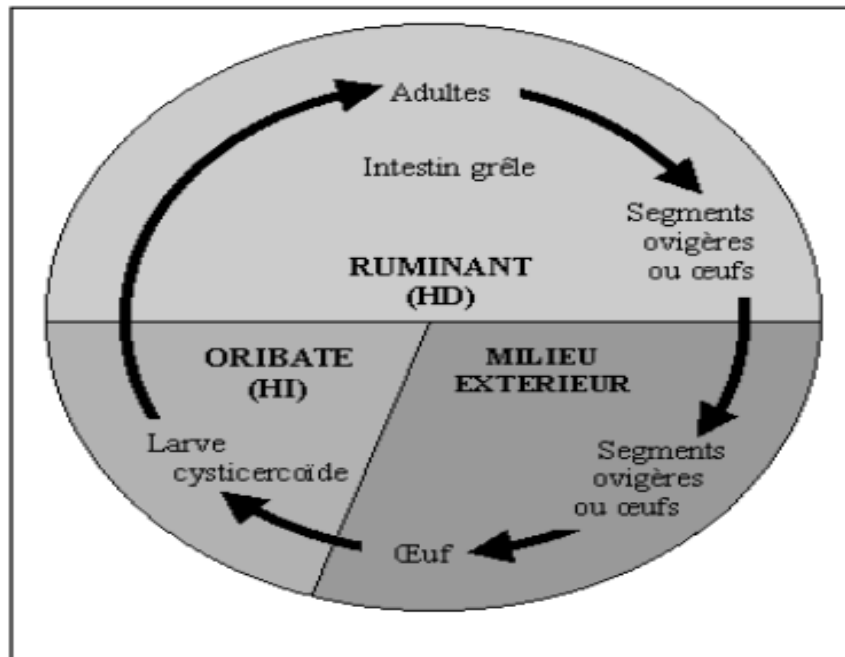 Adultes
Intestin grêle
Segments
ovigères
ou œufs
RUMINANT
(HD)
ORIBATE
(HI)
MILIEU
EXTERIEUR
Larve
cysticercoïde
Segments
ovigères
ou œufs
Œuf